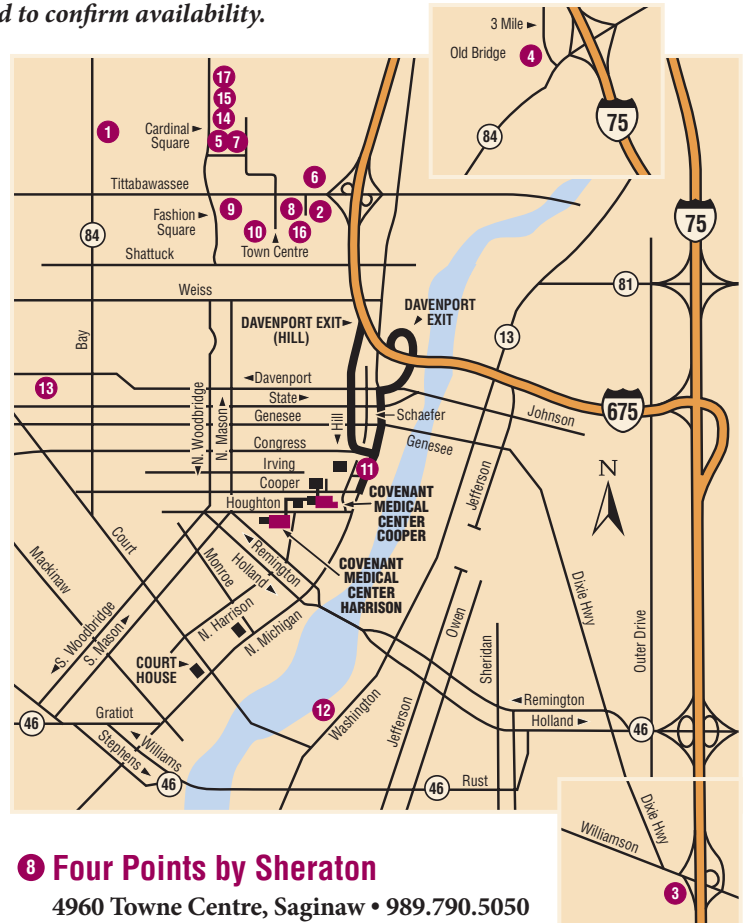 d to confirm availability.
3 Mile ►
Old Bridge
4
75
84
17
15
14
Cardinal ►
Square
5
7
1
6
Tittabawassee
9
8
2
Fashion ►
Square
10
16
▲
Town Centre
84
Shattuck
75
Weiss
81
DAVENPORT EXIT►
(HILL)
DAVENPORT
EXIT
13
Bay
13
◄Davenport
State►
Genesee
◄N. Woodbridge
N. Mason►
◄Hill
◄ Schaefer
Johnson
675
Congress
Genesee
Irving
11
Cooper
Houghton
COVENANT
MEDICAL
CENTER
COOPER
Jefferson
N
Court
Mackinaw
Monroe
◄Remington
Holland►
COVENANT
MEDICAL
CENTER
HARRISON
N. Harrison
N. Michigan
◄S. Woodbridge
S. Mason►
COURT►
HOUSE
Owen
Sheridan
Dixie Hwy
Outer Drive
12
Washington
Jefferson
◄Remington
Holland ►
46
46
Gratiot
Stephens►
◄Williams
46
46
Rust
Dixie Hwy
Williamson
3
8 Four Points by Sheraton
4960 Towne Centre, Saginaw • 989.790.5050